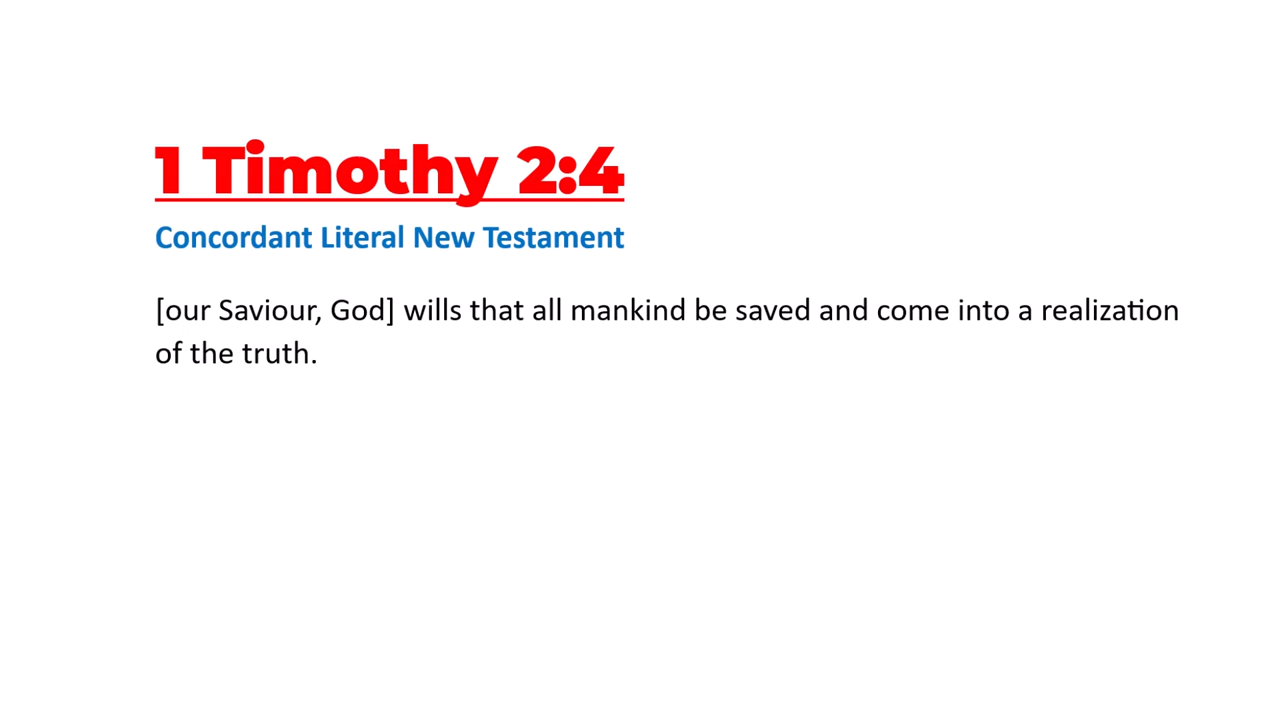 1 Timothy 2:4
Concordant Literal New Testament
[our Saviour, God] wills that all mankind be saved and come into a realization
of the truth.